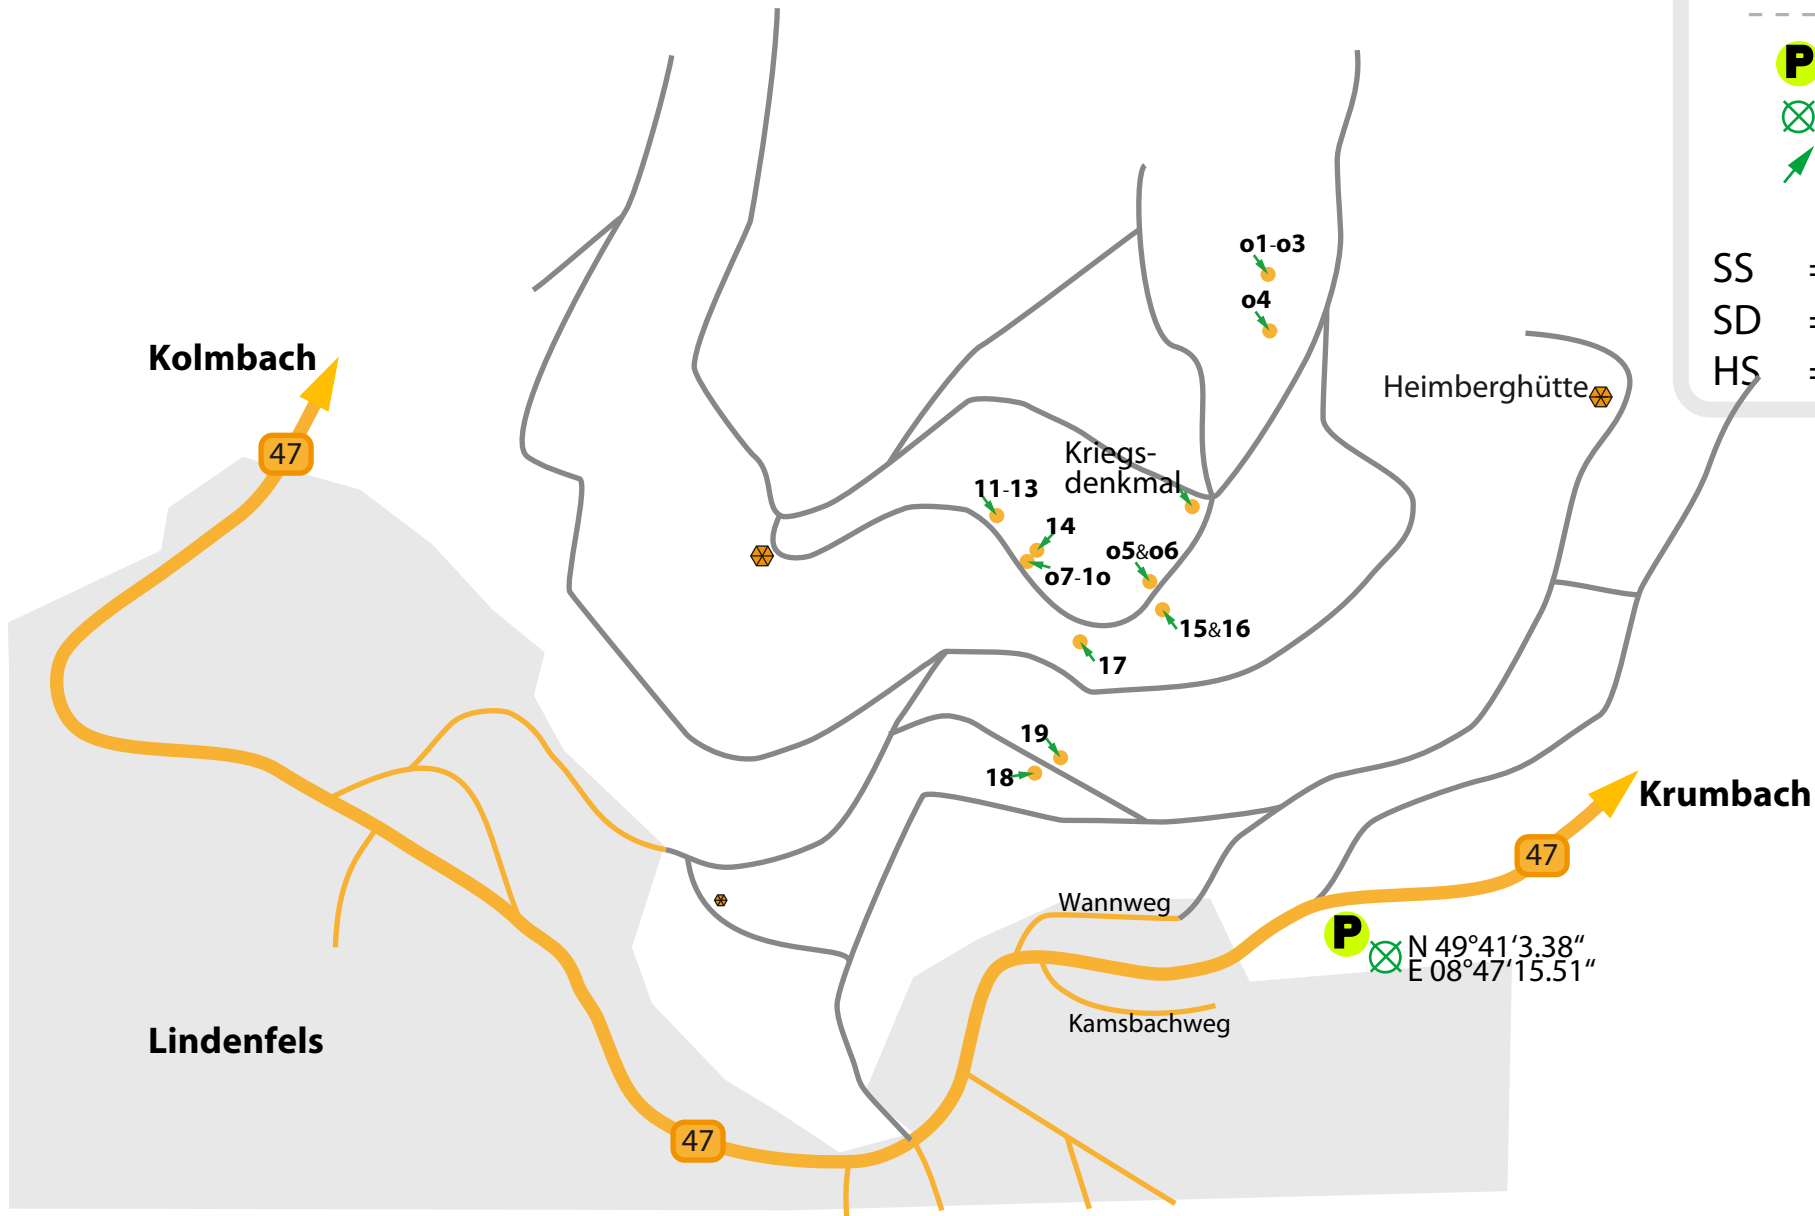 P
o1-o3
o4
SS =
SD =
HS =
Kolmbach
Heimberghütte
47
Kriegs-
denkmal
11-13
14
o5&o6
o7-1o
15&16
17
19
18
Krumbach
47
Wannweg
P
N 49°41‘3.38“
E 08°47‘15.51“
Kamsbachweg
Lindenfels
47